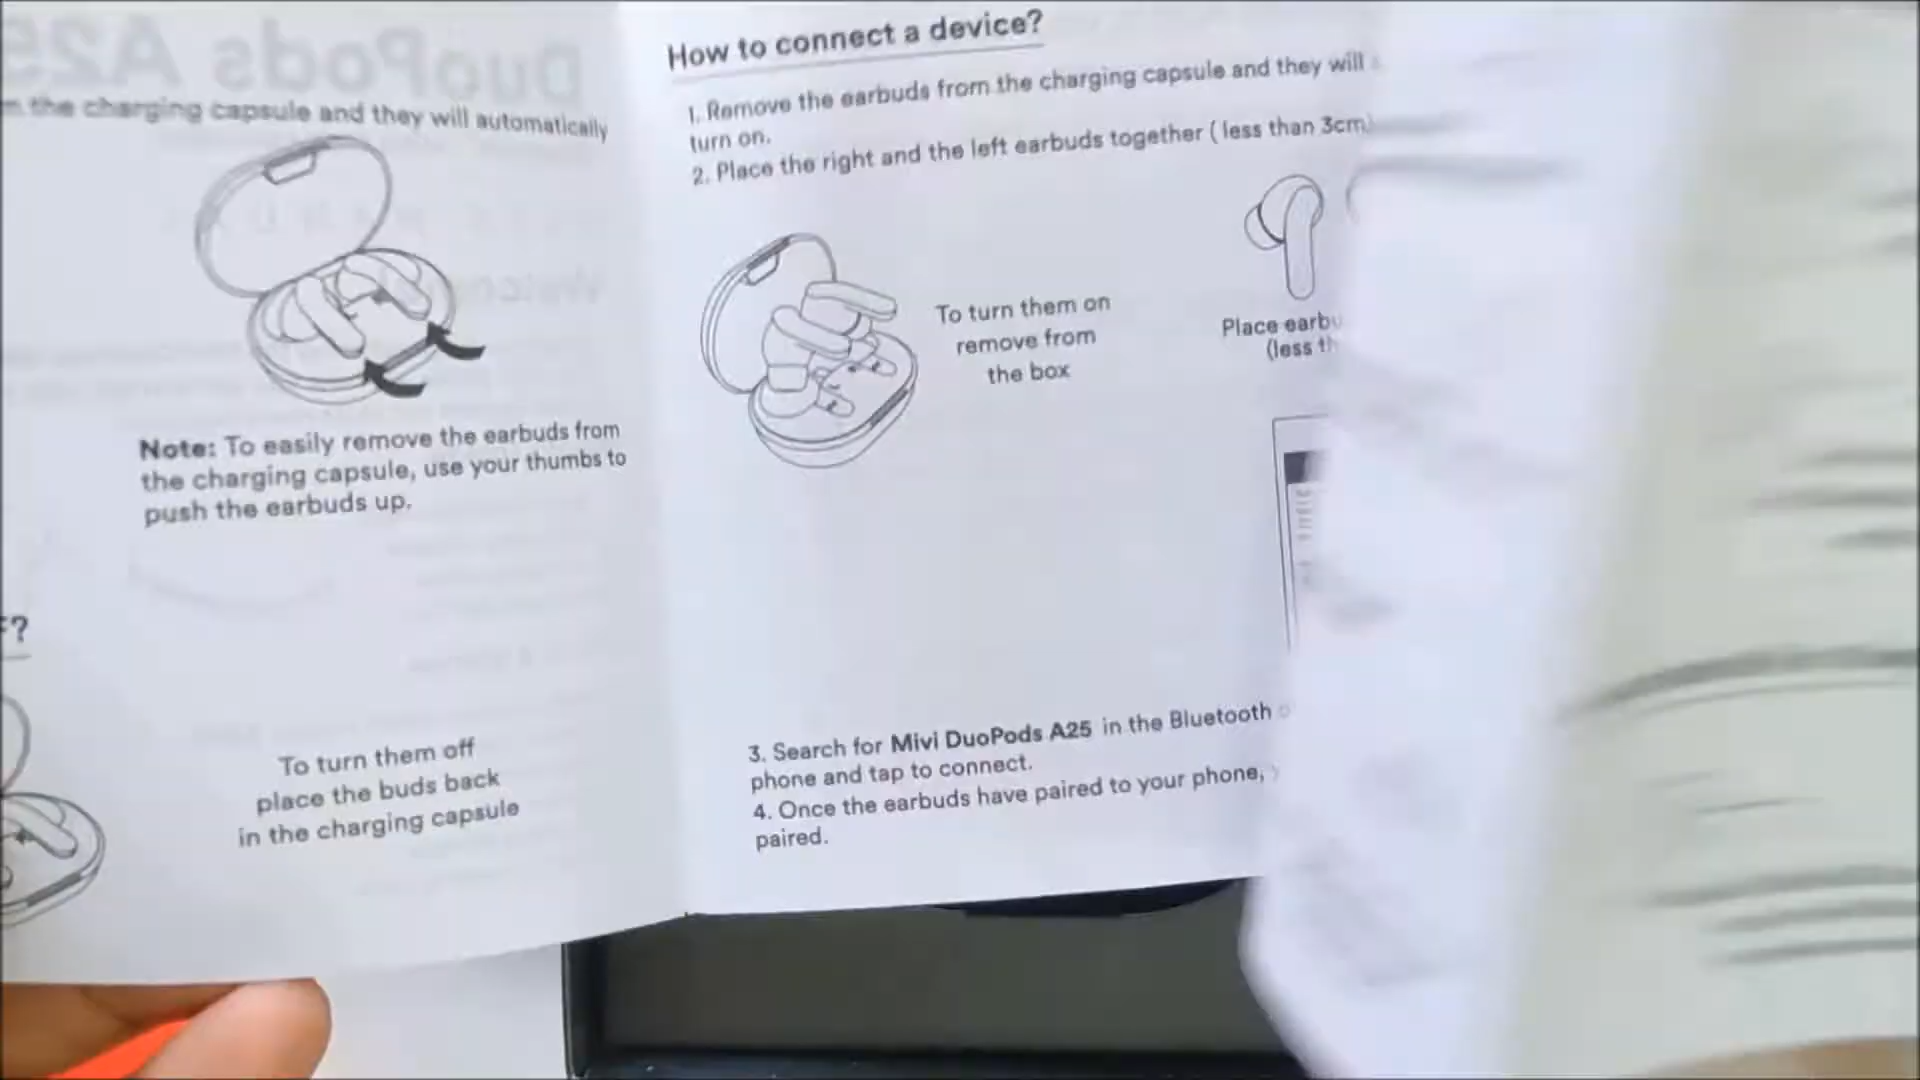 the charging capsule and they will automatically
Note: To easily remove the earbuds from
the charging capsule, use your thumbs to
push the earbuds up.
F?
To turn them off
place the buds back
in the charging capsule
How to connect a device?
1. Remove the earbuds from the charging capsule and they will
turn on.
2. Place the right and the left earbuds together ( less than 3cm)
To turn them on
remove from
the box
Place earbu
(less th
3. Search for Mivi DuoPods A25 in the Bluetooth
phone and tap to connect.
4. Once the earbuds have paired to your phone,
paired.